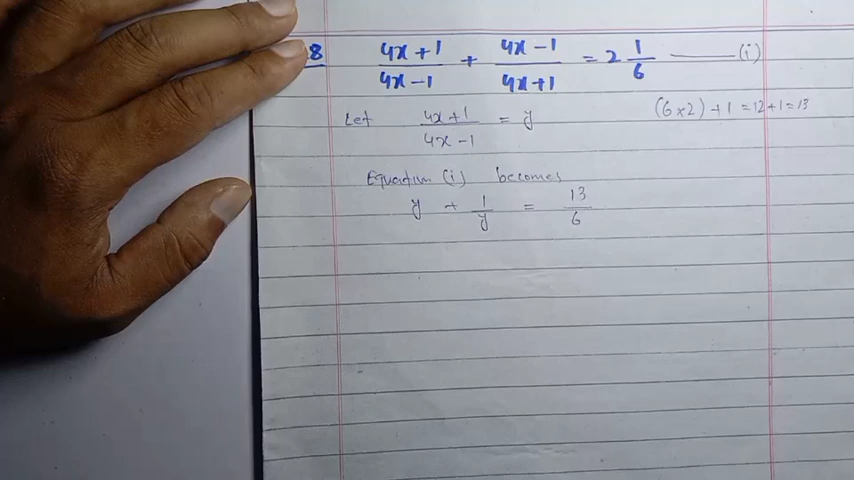 8 (4x+1)/(4x-1) + (4x-1)/(4x+1) = 2 1/6 ——— (i)
Let (4x+1)/(4x-1) = y (6×2)+1 = 12+1 = 13
Equation (i) becomes
y + 1/y = 13/6